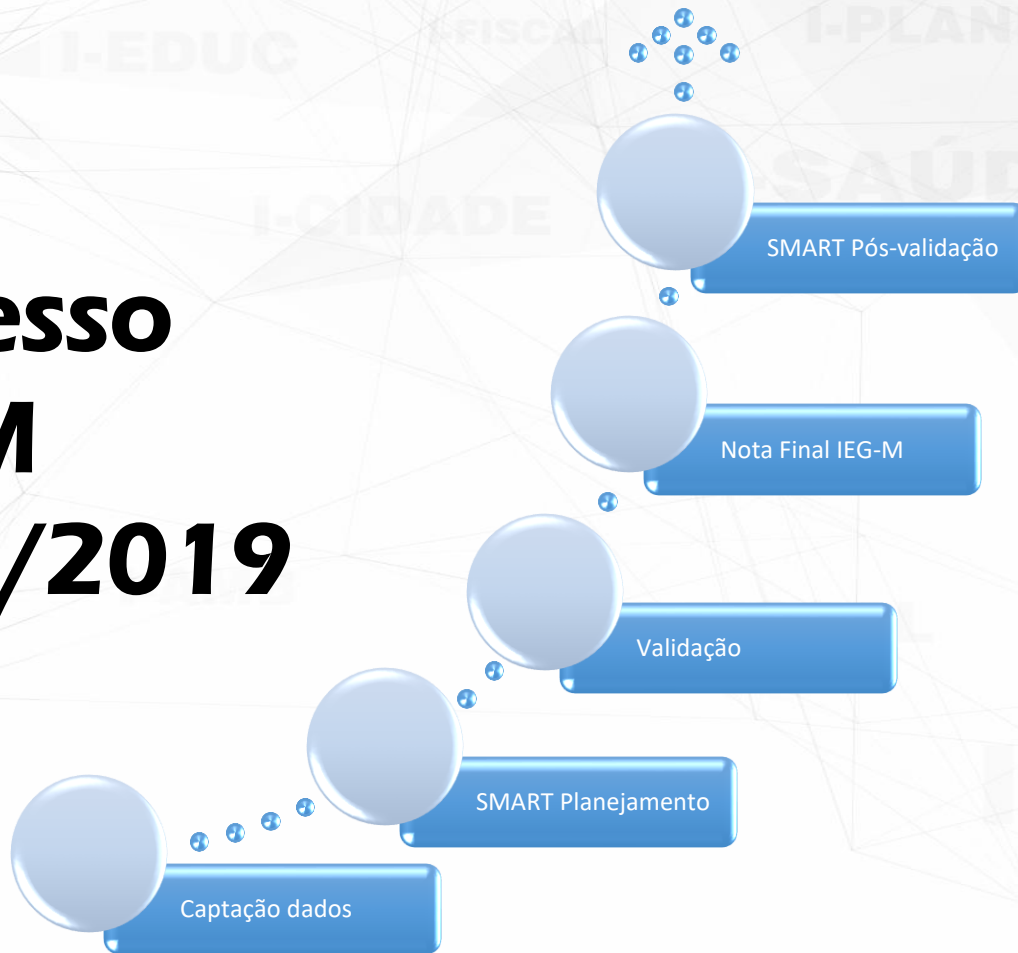 I-EDUC
I-FISCAL
I-PLAN
SAÚD
I-CIDADE
esso
M
/2019
SMART Pós-validação
Nota Final IEG-M
Validação
SMART Planejamento
Captação dados